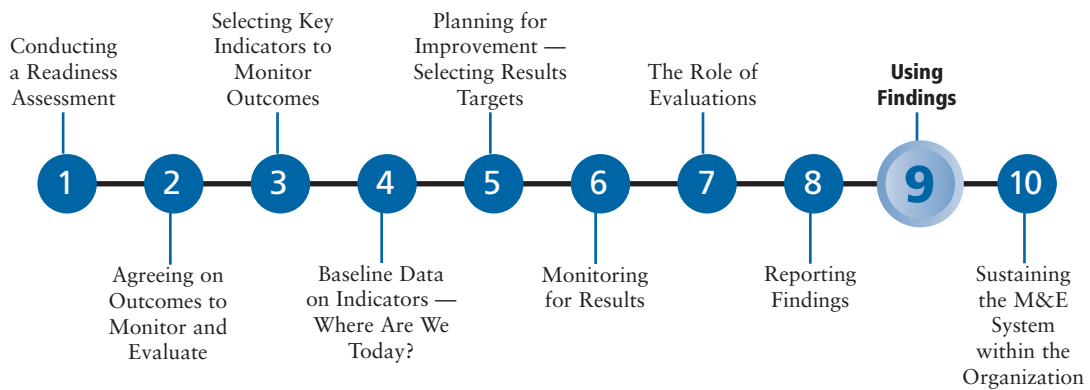 Conducting
a Readiness
Assessment
Selecting Key
Indicators to
Monitor
Outcomes
Planning for
Improvement —
Selecting Results
Targets
The Role of
Evaluations
Using
Findings
1
2
3
4
5
6
7
8
9
10
Agreeing on
Outcomes to
Monitor and
Evaluate
Baseline Data
on Indicators —
Where Are We
Today?
Monitoring
for Results
Reporting
Findings
Sustaining
the M&E
System
within the
Organization